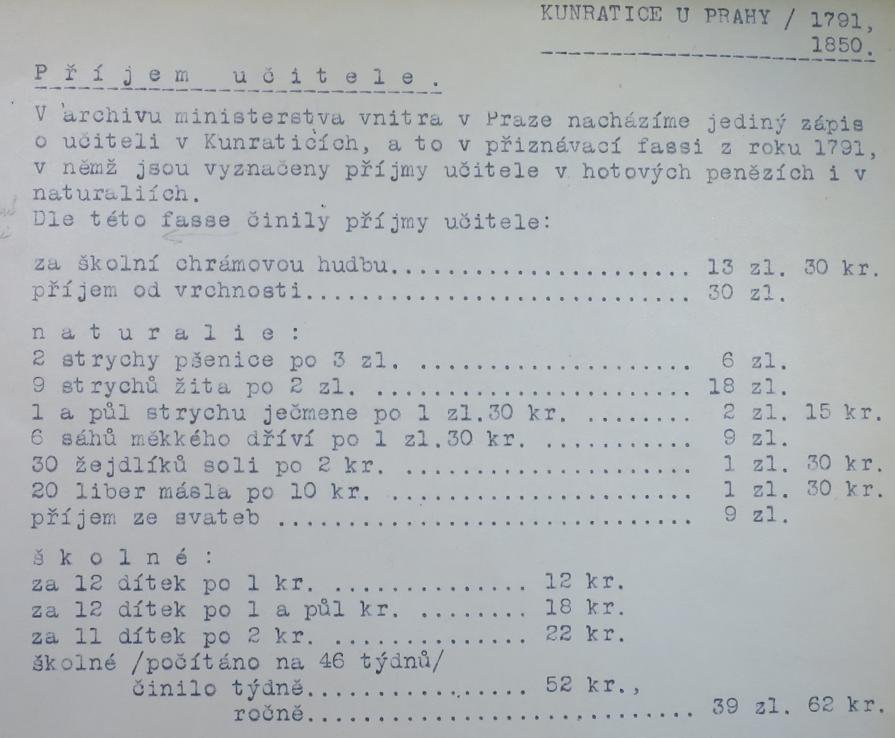 KUNRATICE U PRAHY / 1791,
1850.
Příjem učitele.
V archivu ministerstva vnitra v Praze nacházíme jediný zápis
o učiteli v Kunraticích, a to v přiznávací fassi z roku 1791,
v němž jsou vyznačeny příjmy učitele v hotových penězích i v
naturaliích.
Dle této fasse činily příjmy učitele:
za školní chrámovou hudbu...................... 13 zl. 30 kr.
příjem od vrchnosti............................ 30 zl.
naturalie:
2 strychy pšenice po 3 zl. .................... 6 zl.
9 strychů žita po 2 zl. ....................... 18 zl.
1 a půl strychu ječmene po 1 zl.30 kr. ........ 2 zl. 15 kr.
6 sáhů měkkého dříví po 1 zl.30 kr. ........... 9 zl.
30 žejdlíků soli po 2 kr. ..................... 1 zl. 30 kr.
20 liber másla po 10 kr. ...................... 1 zl. 30 kr.
příjem ze svateb .............................. 9 zl.
školné:
za 12 dítek po 1 kr. ............... 12 kr.
za 12 dítek po 1 a půl kr. ......... 18 kr.
za 11 dítek po 2 kr. ............... 22 kr.
školné /počítáno na 46 týdnů/
činilo týdně................ 52 kr.,
ročně............................ 39 zl. 62 kr.